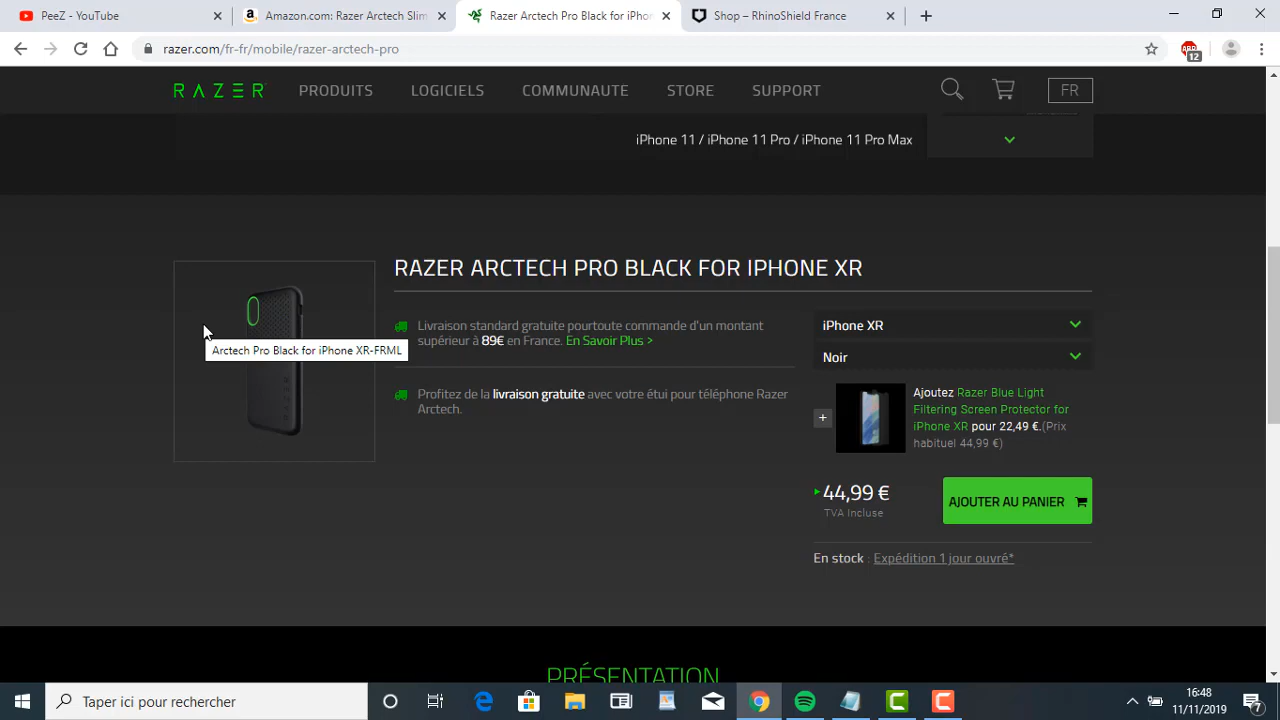 PeeZ - YouTube
Amazon.com: Razer Arctech Slim
Razer Arctech Pro Black for iPho
Shop – RhinoShield France
razer.com/fr-fr/mobile/razer-arctech-pro
ABP
12
RAZER
PRODUITS
LOGICIELS
COMMUNAUTE
STORE
SUPPORT
FR
iPhone 11 / iPhone 11 Pro / iPhone 11 Pro Max
RAZER ARCTECH PRO BLACK FOR IPHONE XR
Livraison standard gratuite pourtoute commande d'un montant
supérieur à 89€ en France. En Savoir Plus >
Profitez de la livraison gratuite avec votre étui pour téléphone Razer
Arctech.
Arctech Pro Black for iPhone XR-FRML
iPhone XR
Noir
+
Ajoutez Razer Blue Light
Filtering Screen Protector for
iPhone XR pour 22,49 €.(Prix
habituel 44,99 €)
44,99 €
TVA Incluse
AJOUTER AU PANIER
En stock : Expédition 1 jour ouvré*
PRÉSENTATION
Taper ici pour rechercher
16:48
11/11/2019
7